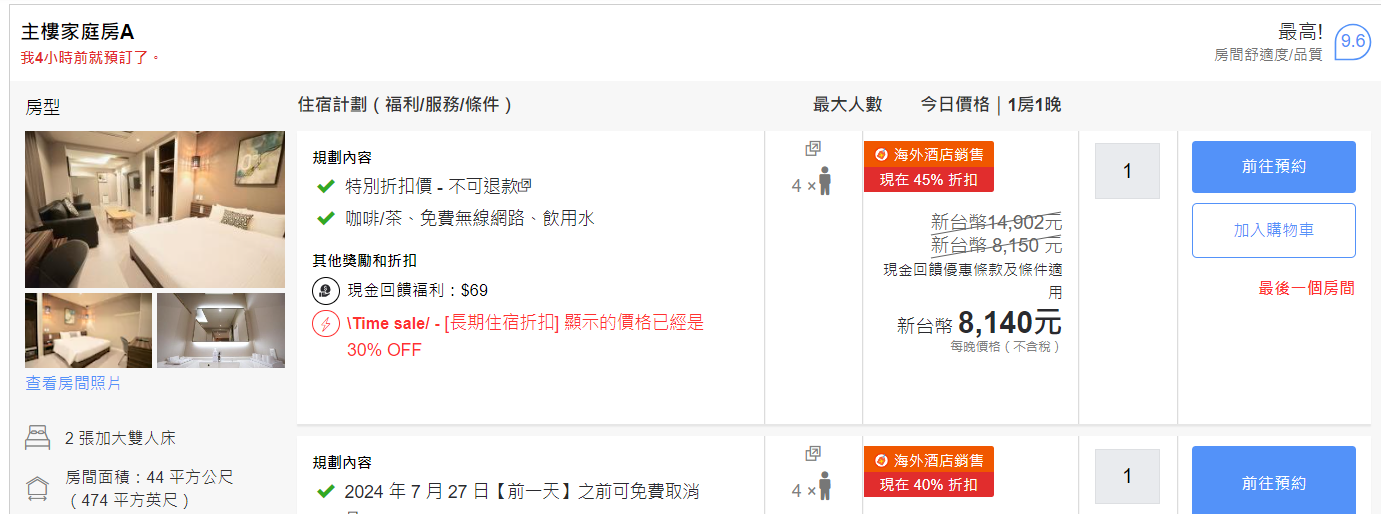 主樓家庭房A
我4小時前就預訂了。
最高!
房間舒適度/品質
9.6
房型
住宿計劃（福利/服務/條件）
最大人數
今日價格｜1房1晚
查看房間照片
2 張加大雙人床
房間面積：44 平方公尺
（474 平方英尺）
規劃內容
特別折扣價 - 不可退款
咖啡/茶、免費無線網路、飲用水
其他獎勵和折扣
現金回饋福利：$69
\Time sale/ - [長期住宿折扣] 顯示的價格已經是
30% OFF
4 ×
海外酒店銷售
現在 45% 折扣
新台幣14,902元
新台幣 8,150 元
現金回饋優惠條款及條件適
用
新台幣 8,140元
每晚價格（不含稅）
1
前往預約
加入購物車
最後一個房間
規劃內容
2024 年 7 月 27 日【前一天】之前可免費取消
4 ×
海外酒店銷售
現在 40% 折扣
1
前往預約